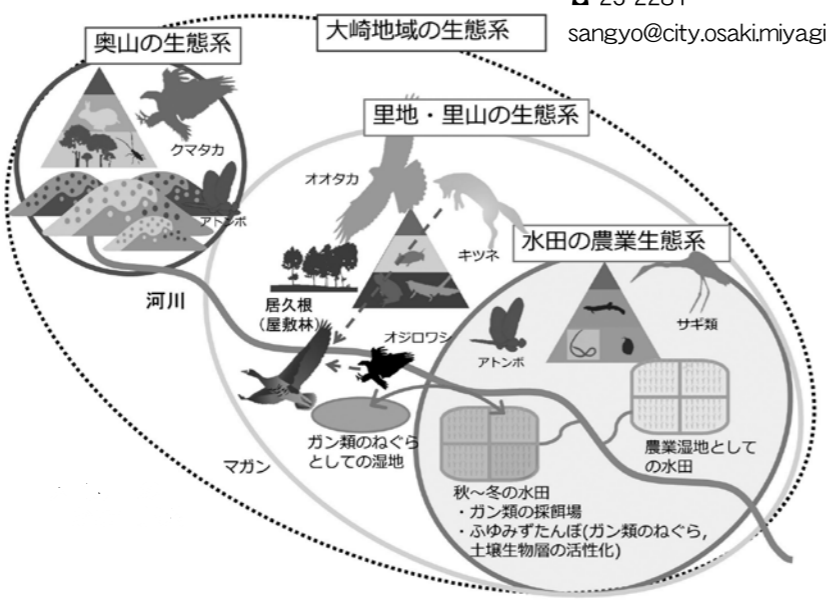 ☎ 23-2281
sangyo@city.osaki.miyagi
大崎地域の生態系
奥山の生態系
クマタカ
アトンボ
里地・里山の生態系
オオタカ
キツネ
水田の農業生態系
サギ類
河川
居久根
（屋敷林）
オジロワシ
アトンボ
マガン
ガン類のねぐら
としての湿地
農業湿地として
の水田
秋～冬の水田
・ガン類の採餌場
・ふゆみずたんぼ(ガン類のねぐら,
土壌生物層の活性化)